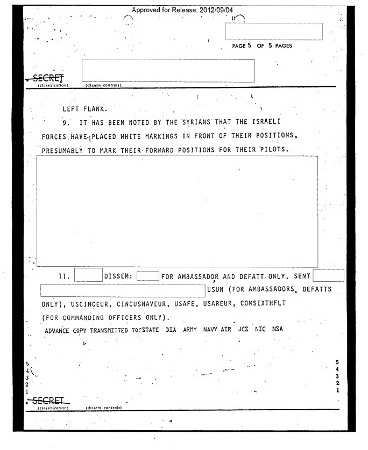 Approved for Release: 2012/09/04
PAGE 5 OF 5 PAGES
SECRET
(classification) (dissem controls)
LEFT FLANK.
9. IT HAS BEEN NOTED BY THE SYRIANS THAT THE ISRAELI
FORCES HAVE PLACED WHITE MARKINGS IN FRONT OF THEIR POSITIONS,
PRESUMABLY TO MARK THEIR FORWARD POSITIONS FOR THEIR PILOTS.
11. DISSEM: FOR AMBASSADOR AND DEFATT ONLY. SENT
USUN (FOR AMBASSADORS, DEFATTS
ONLY), USCINCEUR, CINCUSNAVEUR, USAFE, USAREUR, COMSIXTHFLT
(FOR COMMANDING OFFICERS ONLY).
ADVANCE COPY TRANSMITTED TO: STATE DIA ARMY NAVY AIR JCS NIC NSA
5 5
4 4
3 3
2 2
1 1
SECRET
(classification) (dissem controls)